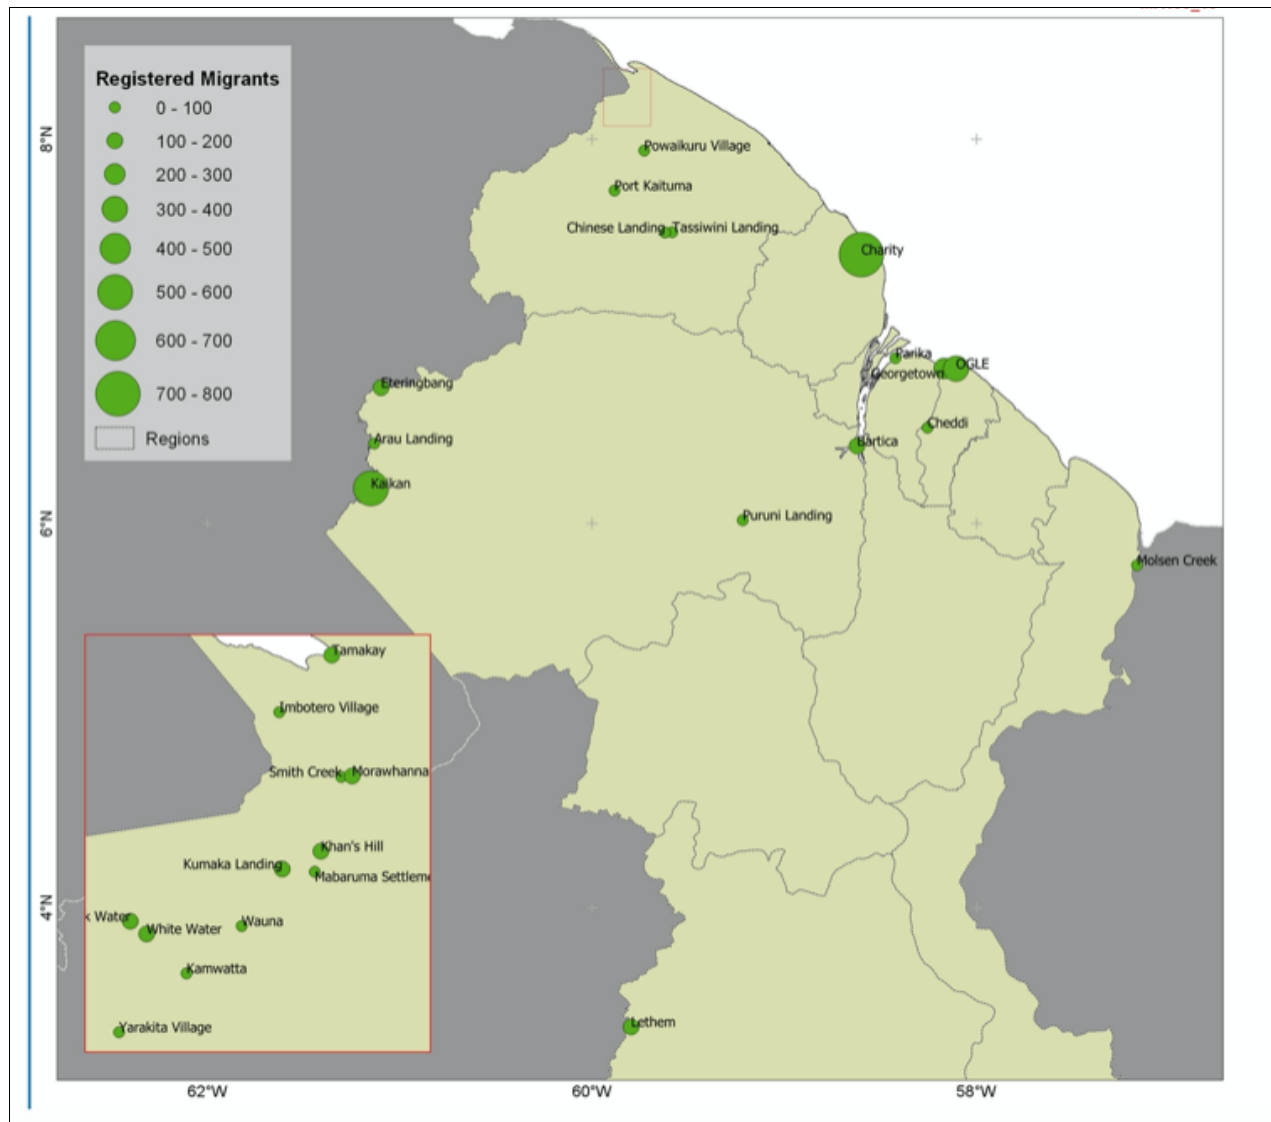 Registered Migrants
0 - 100
100 - 200
200 - 300
300 - 400
400 - 500
500 - 600
600 - 700
700 - 800
Regions
8°N
6°N
4°N
62°W
60°W
58°W
Powaikuru Village
Port Kaituma
Chinese Landing
Tassiwini Landing
Charity
Parika
Georgetown
OGLE
Eteringbang
Cheddi
Arau Landing
Bartica
Kaikan
Puruni Landing
Molsen Creek
Tamakay
Imbotero Village
Smith Creek
Morawhanna
Khan's Hill
Kumaka Landing
Mabaruma Settleme
k Water
White Water
Wauna
Kamwatta
Yarakita Village
Lethem